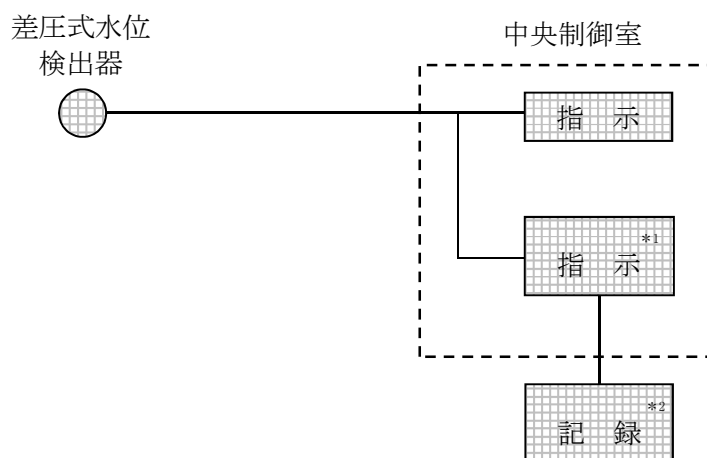 差圧式水位
検出器
中央制御室
指 示
指 示 *1
記 録 *2